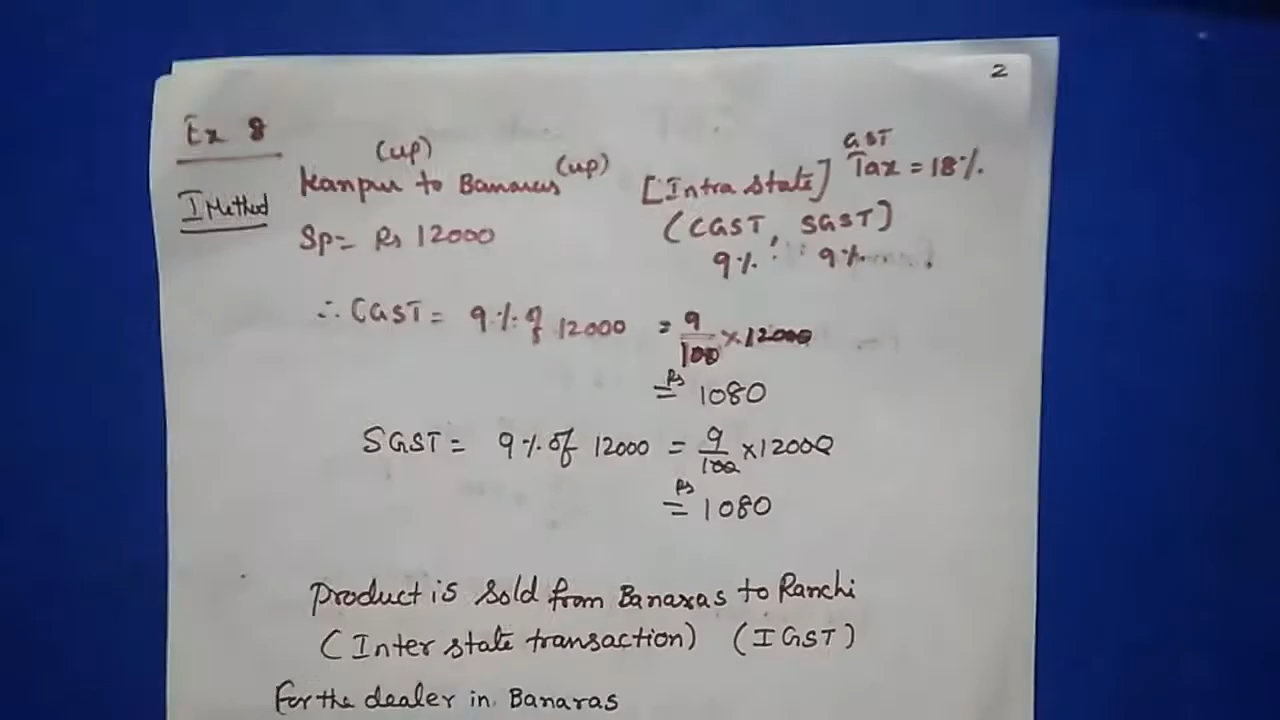 2
Ex 8
I Method
(UP) (UP) GST
Kanpur to Banaras [Intra state] Tax = 18%.
Sp = Rs 12000 (CGST, SGST)
9% 9%
∴ CGST = 9% of 12000 = 9/100 × 12000
= Rs 1080
SGST = 9% of 12000 = 9/100 × 12000
= Rs 1080
Product is sold from Banaras to Ranchi
(Inter state transaction) (IGST)
For the dealer in Banaras